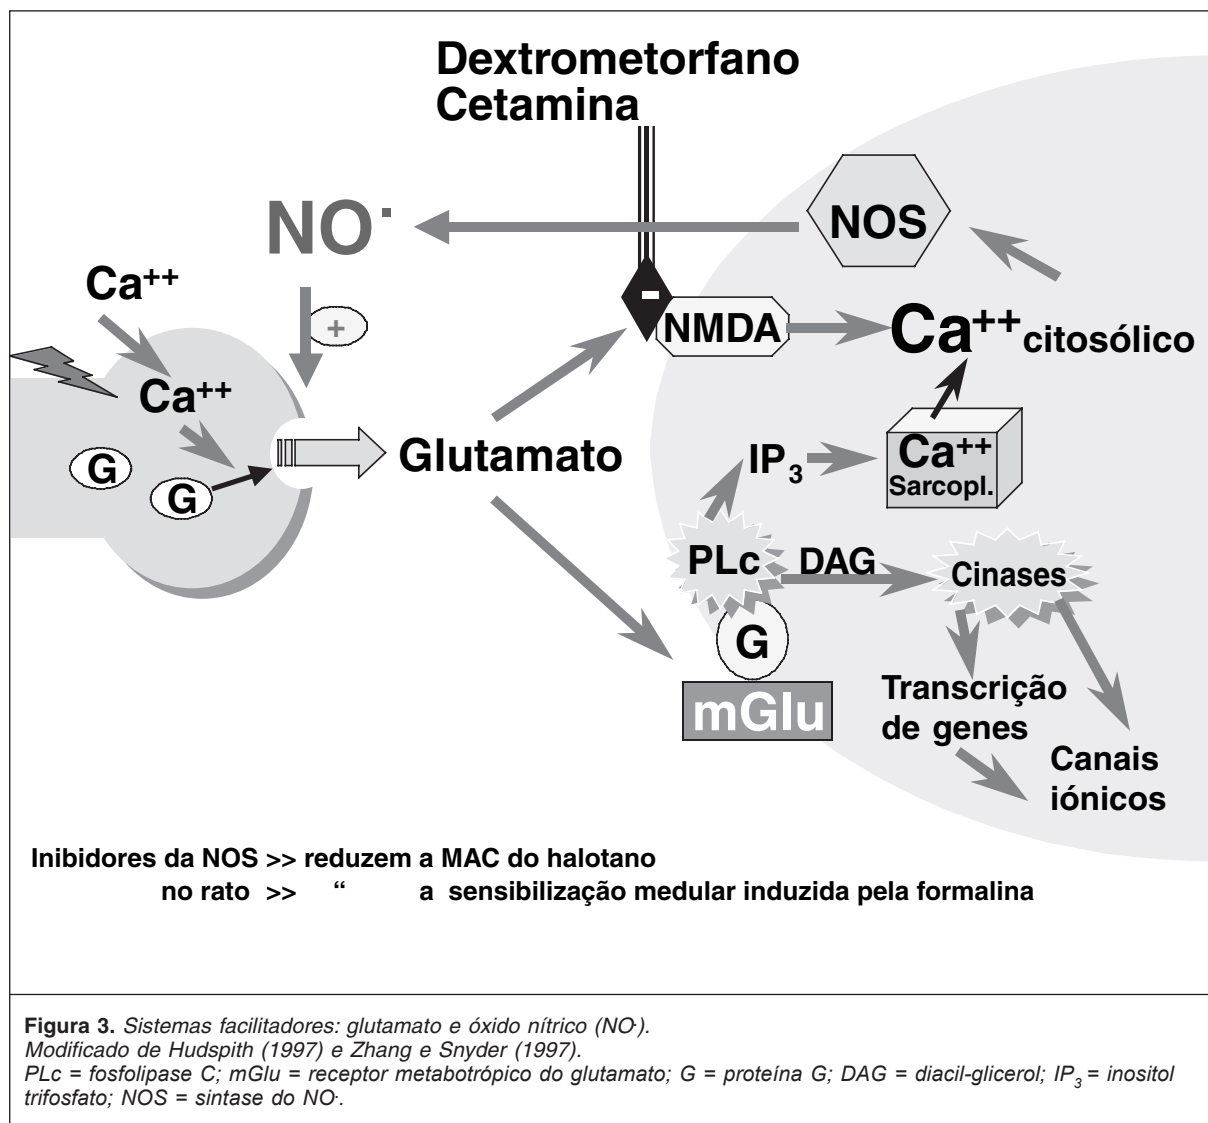 Dextrometorfano
Cetamina
NO·
NOS
Ca++
+
-
NMDA
Ca++ citosólico
Ca++
G
G
Glutamato
IP3
Ca++
Sarcopl.
PLc
DAG
Cinases
G
mGlu
Transcrição
de genes
Canais
iónicos
Inibidores da NOS >> reduzem a MAC do halotano
no rato >> “ a sensibilização medular induzida pela formalina
Figura 3. Sistemas facilitadores: glutamato e óxido nítrico (NO·).
Modificado de Hudspith (1997) e Zhang e Snyder (1997).
PLc = fosfolipase C; mGlu = receptor metabotrópico do glutamato; G = proteína G; DAG = diacil-glicerol; IP3 = inositol
trifosfato; NOS = sintase do NO·.